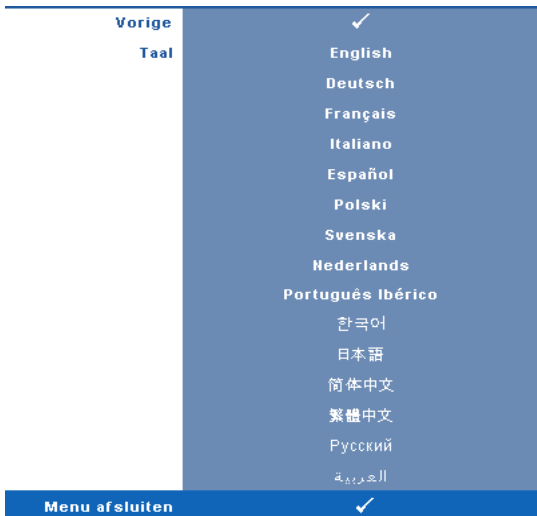 Vorige ✓
Taal English
Deutsch
Français
Italiano
Español
Polski
Svenska
Nederlands
Português Ibérico
한국어
日本語
简体中文
繁體中文
Русский
العربية
Menu afsluiten ✓